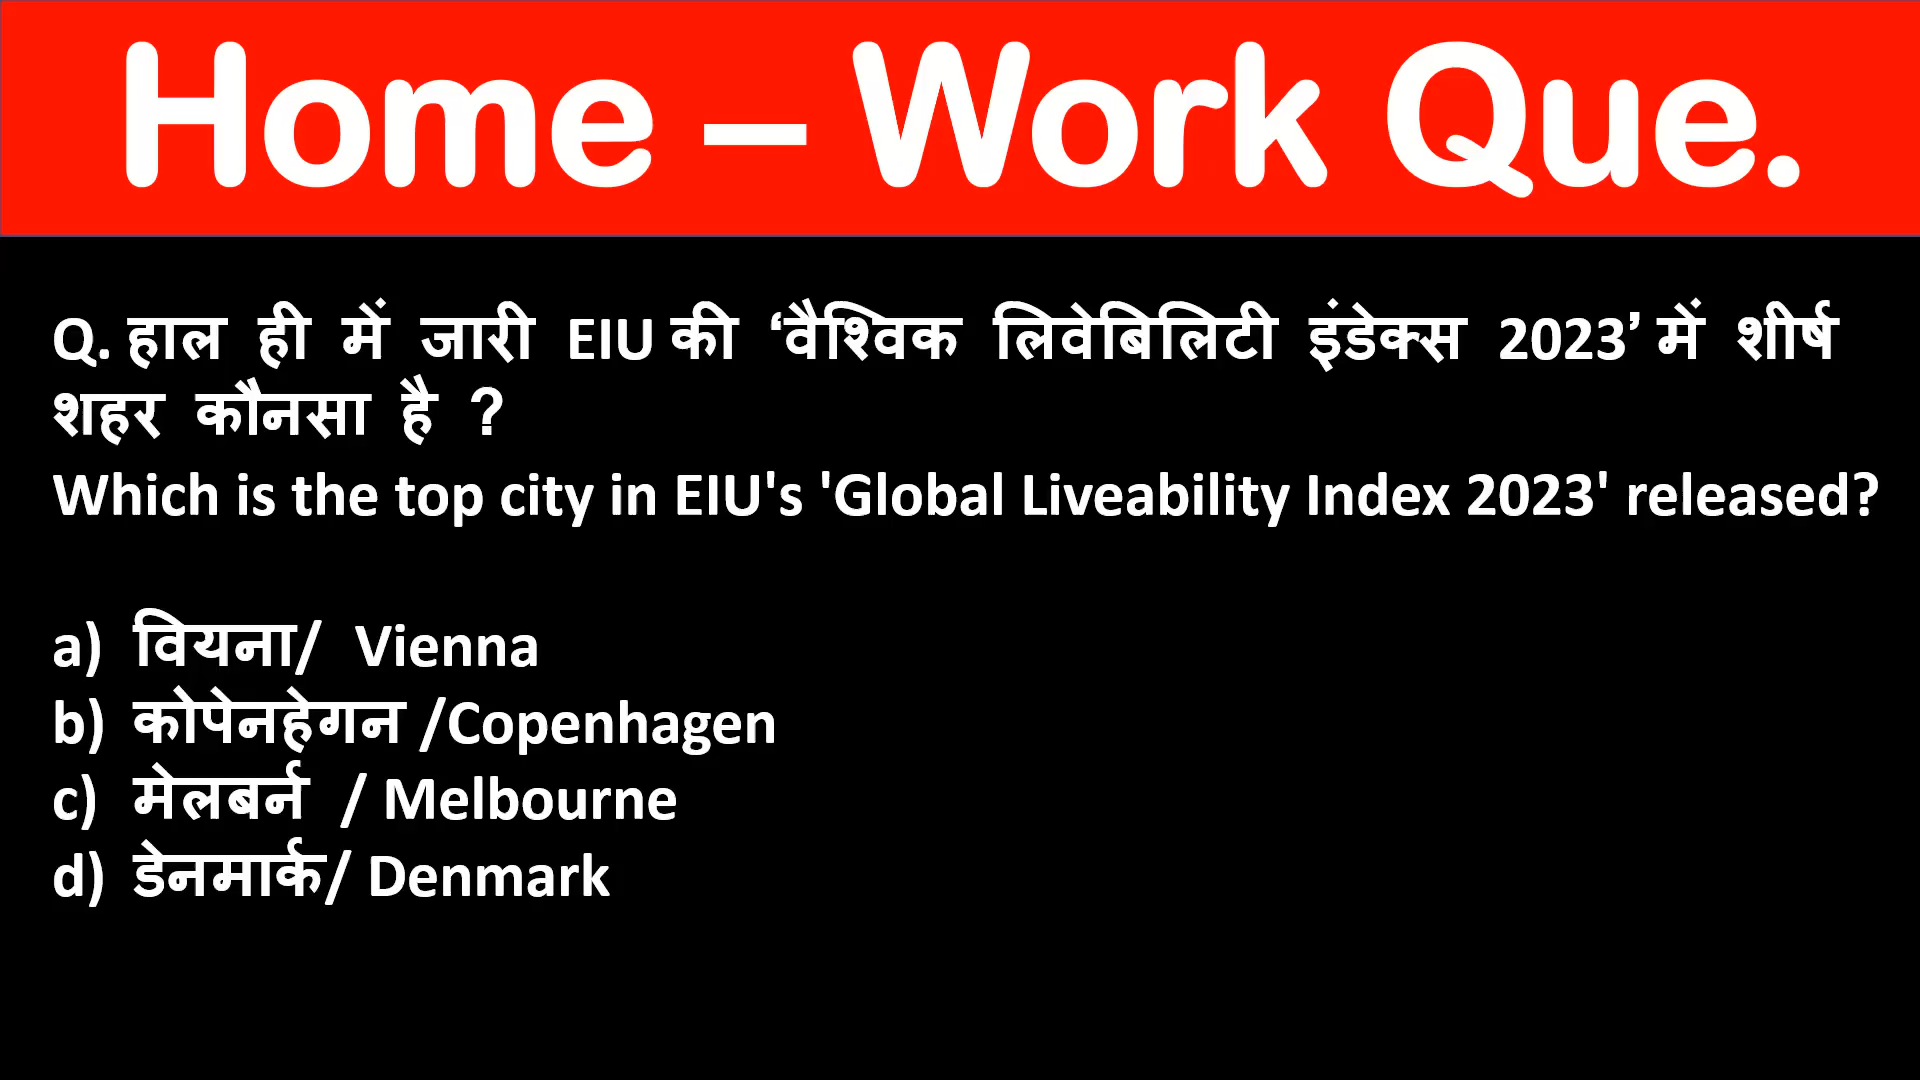 Home – Work Que.
Q. हाल ही में जारी EIU की ‘वैश्विक लिवेबिलिटी इंडेक्स 2023’ में शीर्ष
शहर कौनसा है ?
Which is the top city in EIU's 'Global Liveability Index 2023' released?
a) वियना/ Vienna
b) कोपेनहेगन /Copenhagen
c) मेलबर्न / Melbourne
d) डेनमार्क/ Denmark